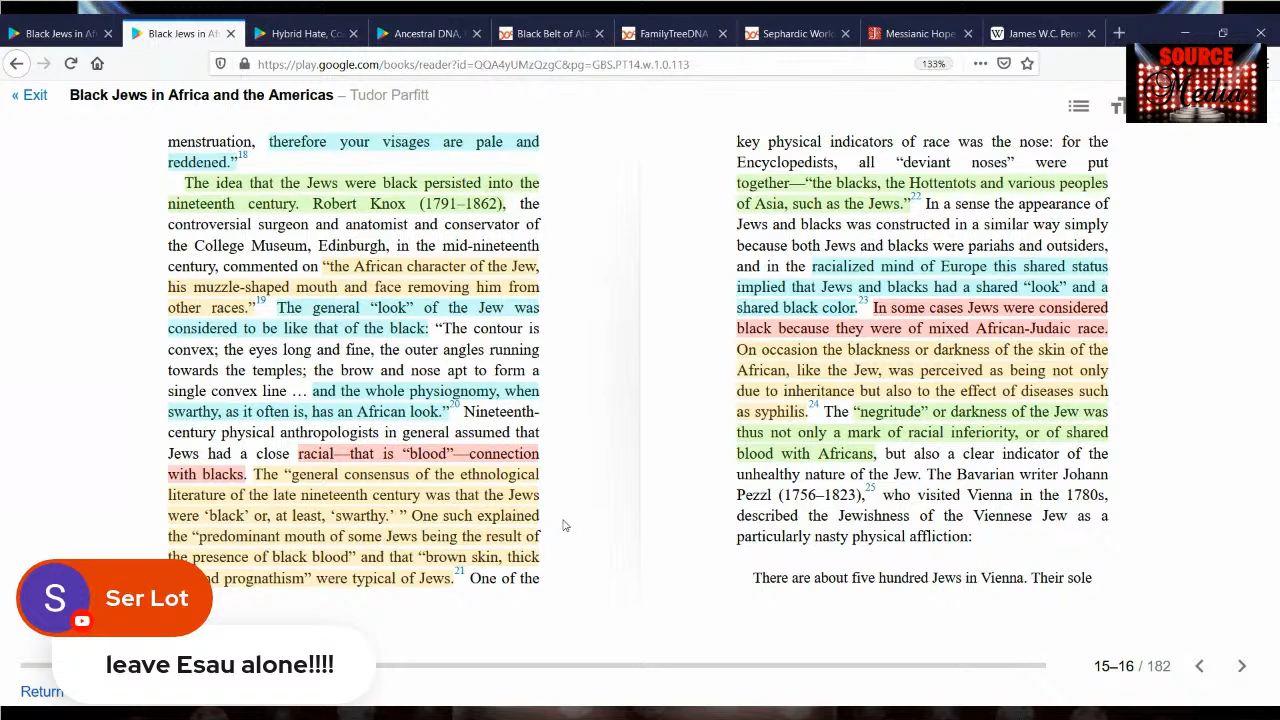 Black Jews in Af
Black Jews in Af
Hybrid Hate, Co
Ancestral DNA,
Black Belt of Ala
FamilyTreeDNA
Sephardic Worl
Messianic Hope
James W.C. Penn
https://play.google.com/books/reader?id=QOA4YUMzQzgC&pg=GBS.PT14.w.1.0.113
133%
SOURCE
Media
« Exit
Black Jews in Africa and the Americas – Tudor Parfitt
menstruation, therefore your visages are pale and
reddened.”18
The idea that the Jews were black persisted into the
nineteenth century. Robert Knox (1791–1862), the
controversial surgeon and anatomist and conservator of
the College Museum, Edinburgh, in the mid-nineteenth
century, commented on “the African character of the Jew,
his muzzle-shaped mouth and face removing him from
other races.”19 The general “look” of the Jew was
considered to be like that of the black: “The contour is
convex; the eyes long and fine, the outer angles running
towards the temples; the brow and nose apt to form a
single convex line … and the whole physiognomy, when
swarthy, as it often is, has an African look.”20 Nineteenth-
century physical anthropologists in general assumed that
Jews had a close racial—that is “blood”—connection
with blacks. The “general consensus of the ethnological
literature of the late nineteenth century was that the Jews
were ‘black’ or, at least, ‘swarthy.’ ” One such explained
the “predominant mouth of some Jews being the result of
the presence of black blood” and that “brown skin, thick
nd prognathism” were typical of Jews.21 One of the
key physical indicators of race was the nose: for the
Encyclopedists, all “deviant noses” were put
together—“the blacks, the Hottentots and various peoples
of Asia, such as the Jews.”22 In a sense the appearance of
Jews and blacks was constructed in a similar way simply
because both Jews and blacks were pariahs and outsiders,
and in the racialized mind of Europe this shared status
implied that Jews and blacks had a shared “look” and a
shared black color.23 In some cases Jews were considered
black because they were of mixed African-Judaic race.
On occasion the blackness or darkness of the skin of the
African, like the Jew, was perceived as being not only
due to inheritance but also to the effect of diseases such
as syphilis.24 The “negritude” or darkness of the Jew was
thus not only a mark of racial inferiority, or of shared
blood with Africans, but also a clear indicator of the
unhealthy nature of the Jew. The Bavarian writer Johann
Pezzl (1756–1823),25 who visited Vienna in the 1780s,
described the Jewishness of the Viennese Jew as a
particularly nasty physical affliction:
There are about five hundred Jews in Vienna. Their sole
S
Ser Lot
leave Esau alone!!!!
15–16 / 182
Return